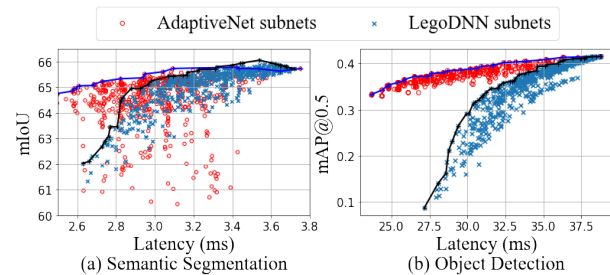 AdaptiveNet subnets
LegoDNN subnets
mIoU
66
65
64
63
62
61
60
2.6 2.8 3.0 3.2 3.4 3.6 3.8
Latency (ms)
(a) Semantic Segmentation
mAP@0.5
0.4
0.3
0.2
0.1
25.0 27.5 30.0 32.5 35.0 37.5
Latency (ms)
(b) Object Detection